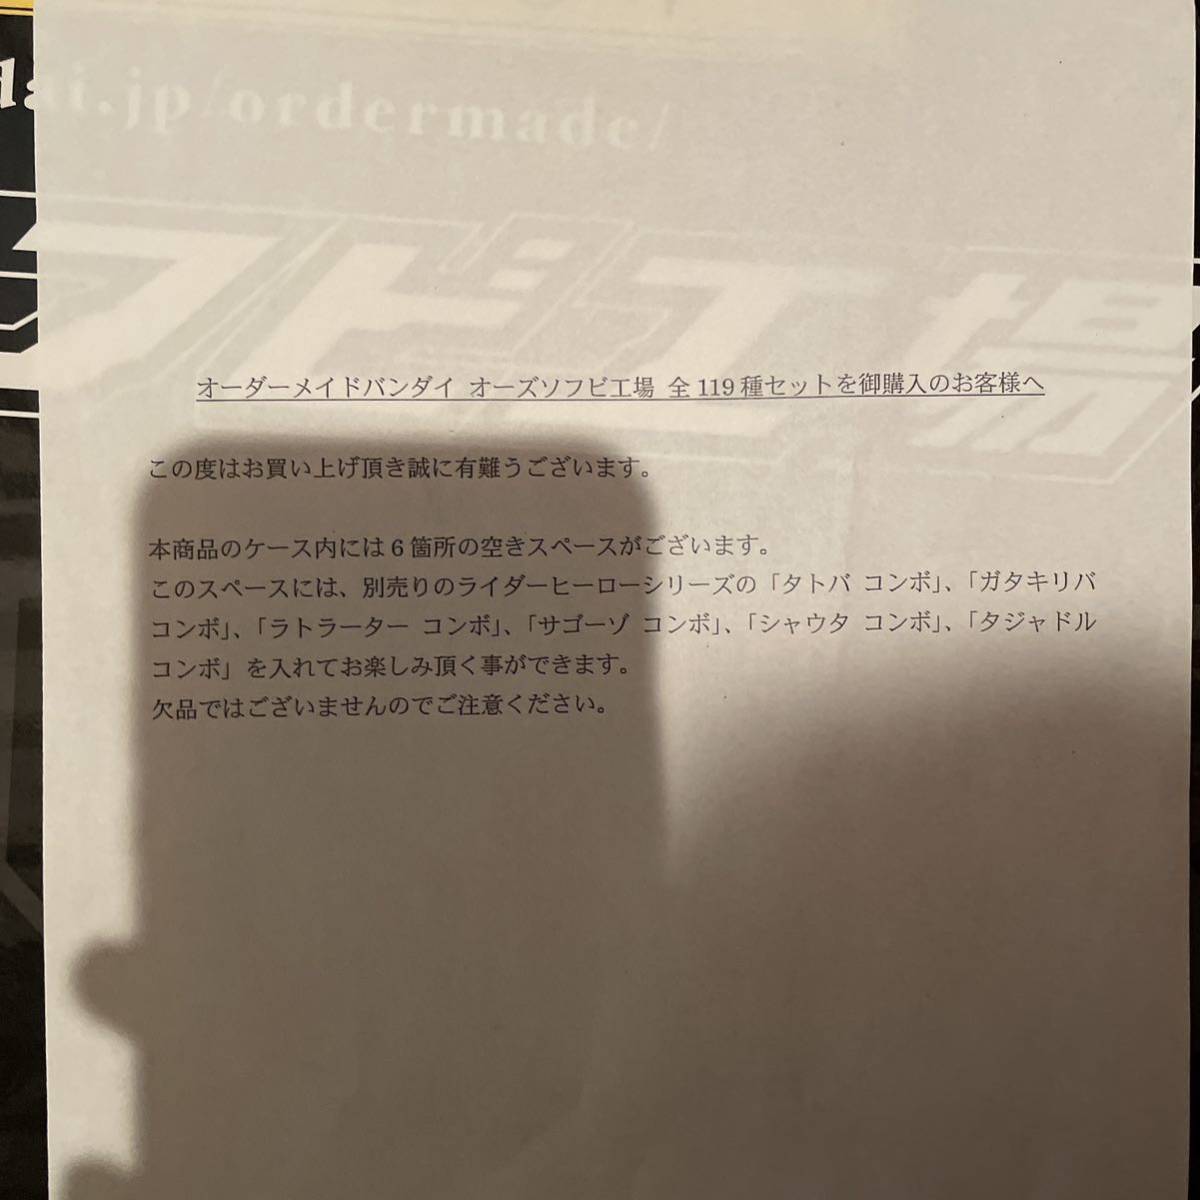 dai.jp/ordermade/
フビ工場
オーダーメイドバンダイ オーズソフビ工場 全119種セットを御購入のお客様へ
この度はお買い上げ頂き誠に有難うございます。
本商品のケース内には6箇所の空きスペースがございます。
このスペースには、別売りのライダーヒーローシリーズの「タトバ コンボ」、「ガタキリバ
コンボ」、「ラトラーター コンボ」、「サゴーゾ コンボ」、「シャウタ コンボ」、「タジャドル
コンボ」を入れてお楽しみ頂く事ができます。
欠品ではございませんのでご注意ください。